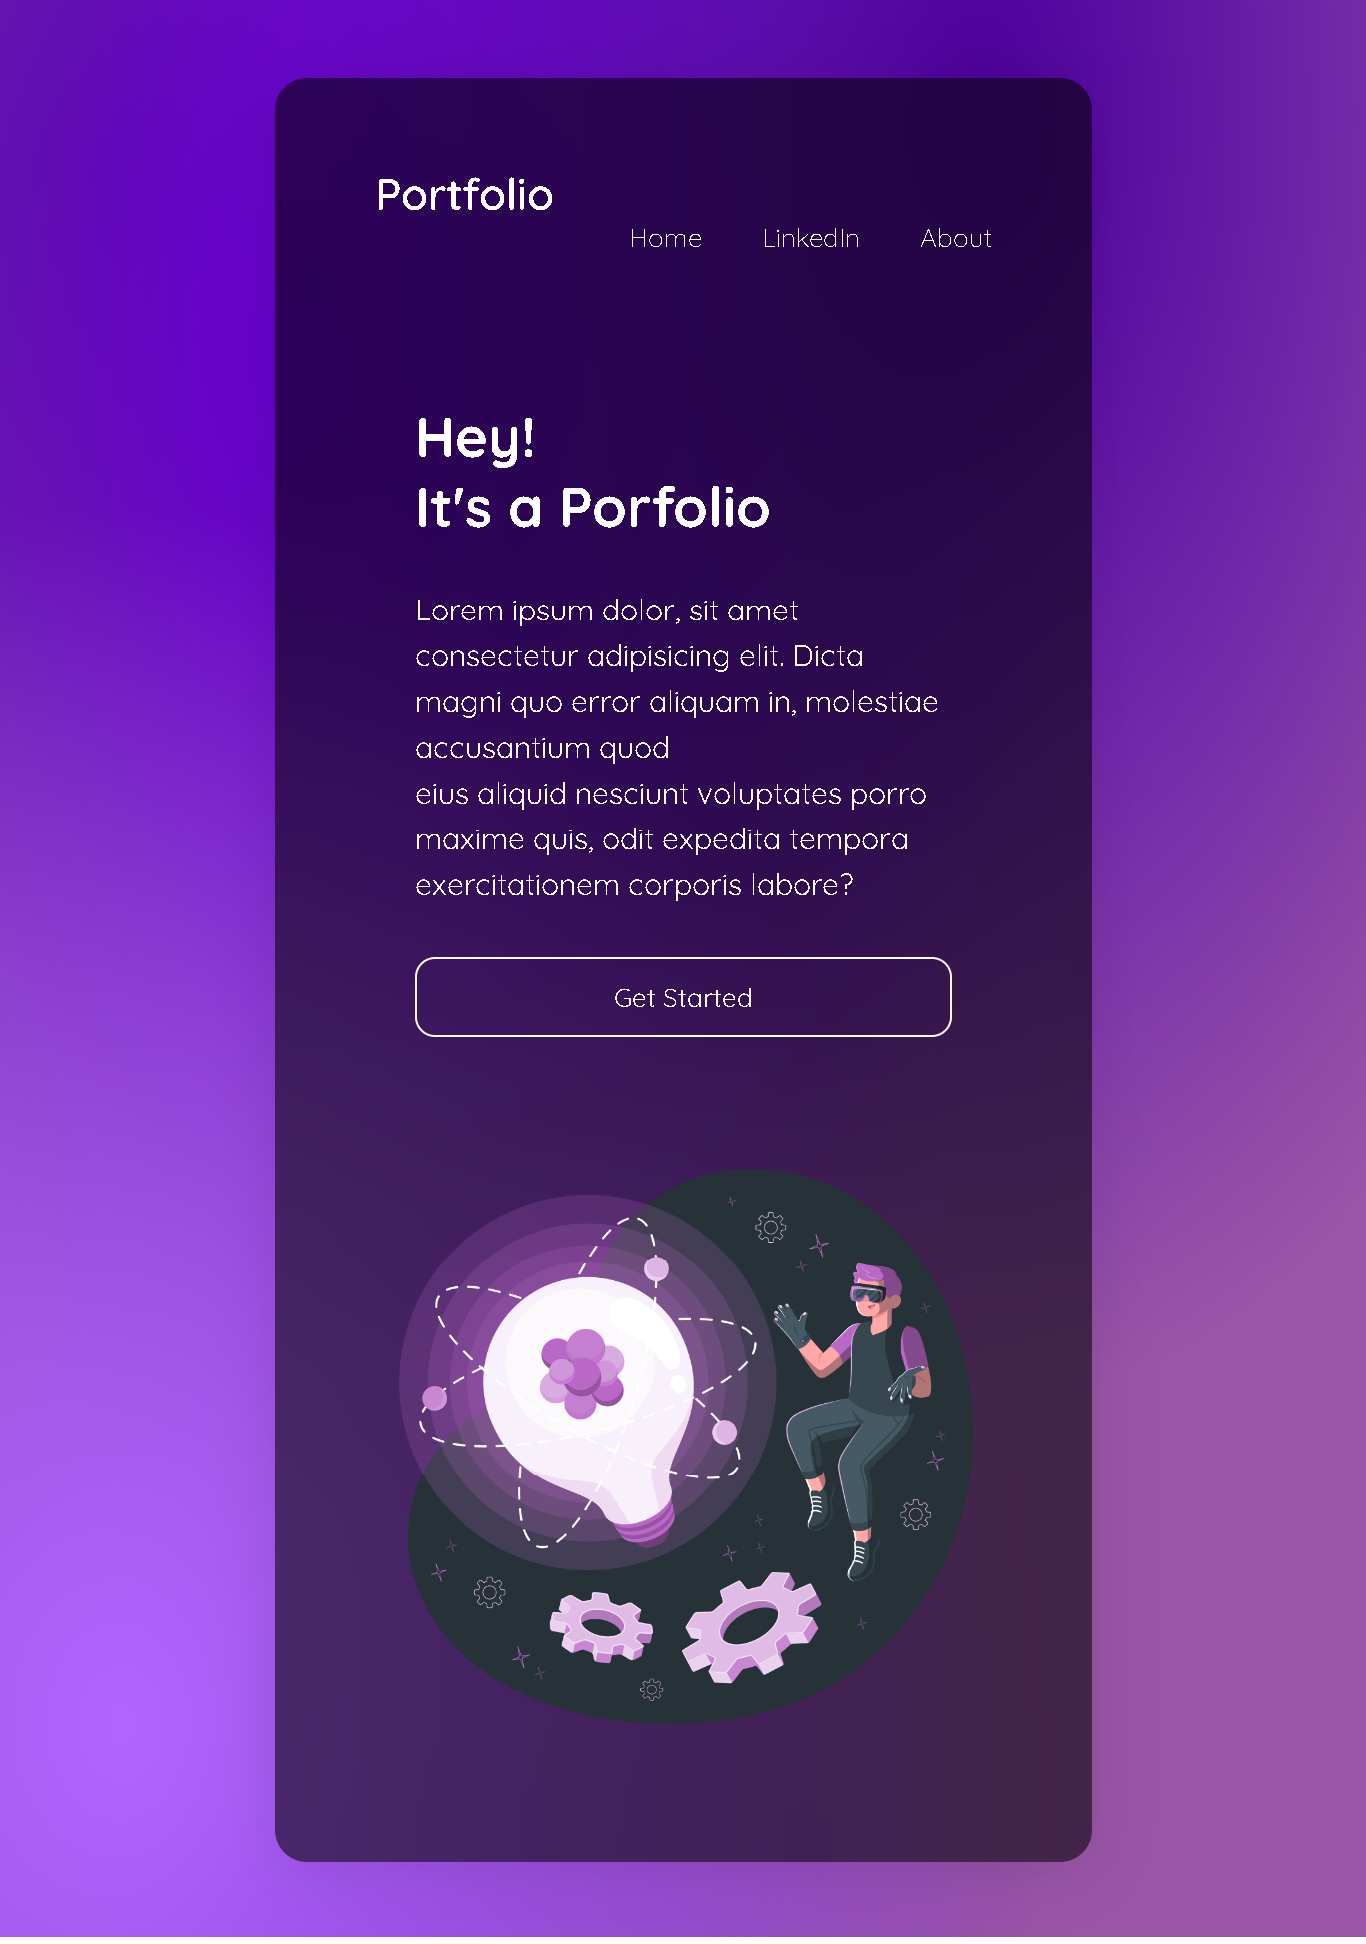 Portfolio
Home LinkedIn About
Hey!
It's a Porfolio
Lorem ipsum dolor, sit amet
consectetur adipisicing elit. Dicta
magni quo error aliquam in, molestiae
accusantium quod
eius aliquid nesciunt voluptates porro
maxime quis, odit expedita tempora
exercitationem corporis labore?
Get Started